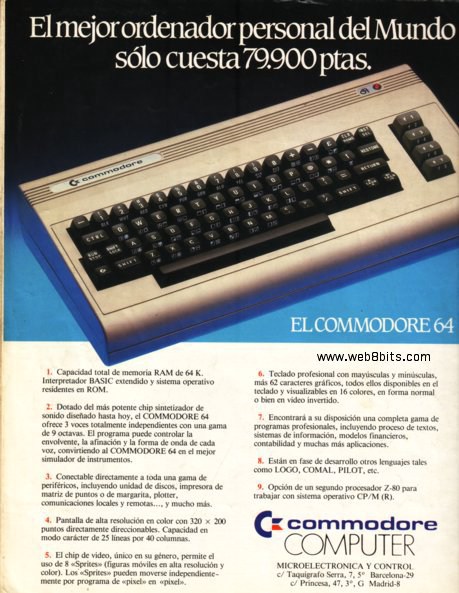 El mejor ordenador personal del Mundo
sólo cuesta 79.900 ptas.
commodore
EL COMMODORE 64
www.web8bits.com
1. Capacidad total de memoria RAM de 64 K.
Interpretador BASIC extendido y sistema operativo
residentes en ROM.
2. Dotado del más potente chip sintetizador de
sonido diseñado hasta hoy, el COMMODORE 64
ofrece 3 voces totalmente independientes con una gama
de 9 octavas. El programa puede controlar la
envolvente, la afinación y la forma de onda de cada
voz, convirtiendo al COMMODORE 64 en el mejor
simulador de instrumentos.
3. Conectable directamente a toda una gama de
periféricos, incluyendo unidad de discos, impresora de
matriz de puntos o de margarita, plotter,
comunicaciones locales y remotas..., y mucho más.
4. Pantalla de alta resolución en color con 320 × 200
puntos directamente direccionables. Capacidad en
modo carácter de 25 líneas por 40 columnas.
5. El chip de video, único en su género, permite el
uso de 8 «Sprites» (figuras móviles en alta resolución y
color). Los «Sprites» pueden moverse independiente-
mente por programa de «pixel» en «pixel».
6. Teclado profesional con mayúsculas y minúsculas,
más 62 caracteres gráficos, todos ellos disponibles en el
teclado y visualizables en 16 colores, en forma normal
o bien en video invertido.
7. Encontrará a su disposición una completa gama de
programas profesionales, incluyendo proceso de textos,
sistemas de información, modelos financieros,
contabilidad y muchas más aplicaciones.
8. Están en fase de desarrollo otros lenguajes tales
como LOGO, COMAL, PILOT, etc.
9. Opción de un segundo procesador Z-80 para
trabajar con sistema operativo CP/M (R).
commodore
COMPUTER
MICROELECTRONICA Y CONTROL
c/ Taquígrafo Serra, 7, 5° Barcelona-29
c/ Princesa, 47, 3°, G Madrid-8